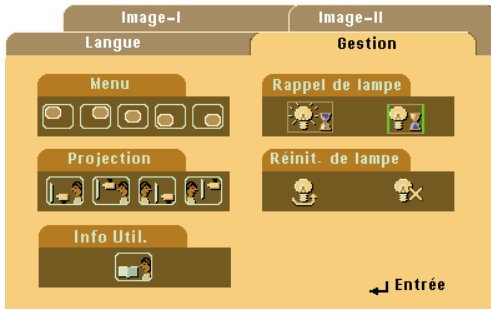 Image-I
Image-II
Langue
Gestion
Menu
Rappel de lampe
Projection
Réinit. de lampe
Info Util.
Entrée